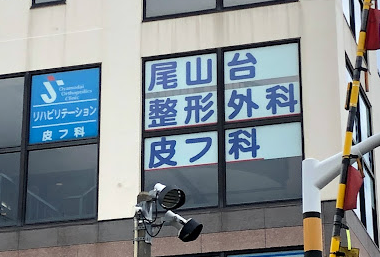 Oyamadai
Orthopedics
Clinic
リハビリテーション
皮フ科
尾山台
整形外科
皮フ科